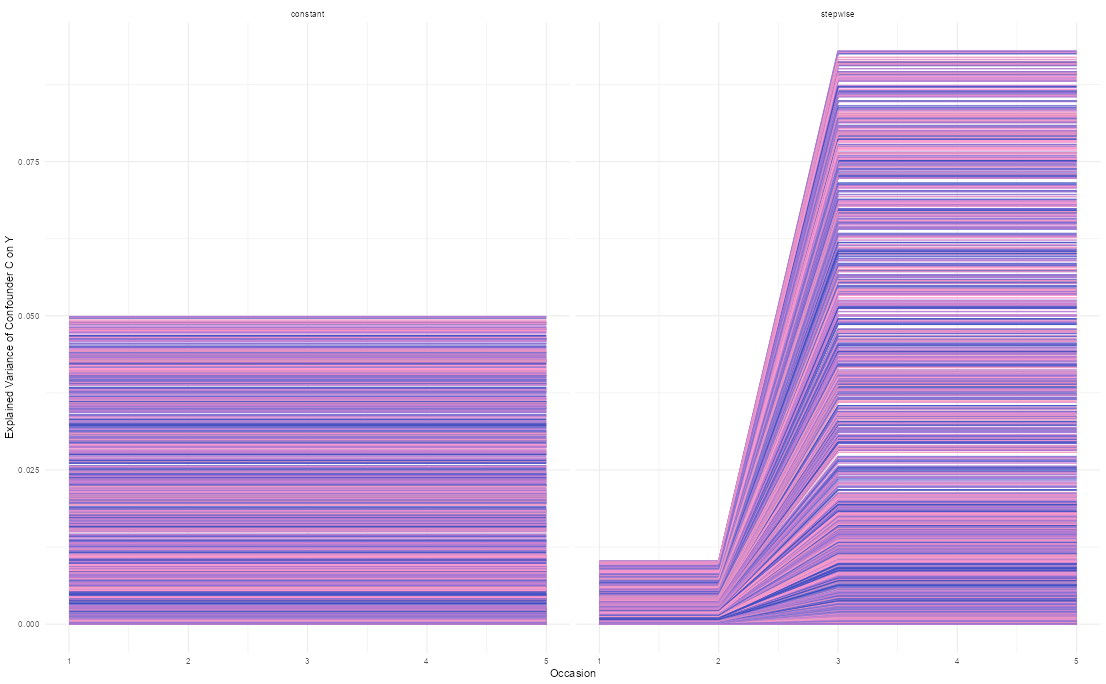 constant
stepwise
Explained Variance of Confounder C on Y
0.075
0.050
0.025
0.000
1 2 3 4 5
1 2 3 4 5
Occasion